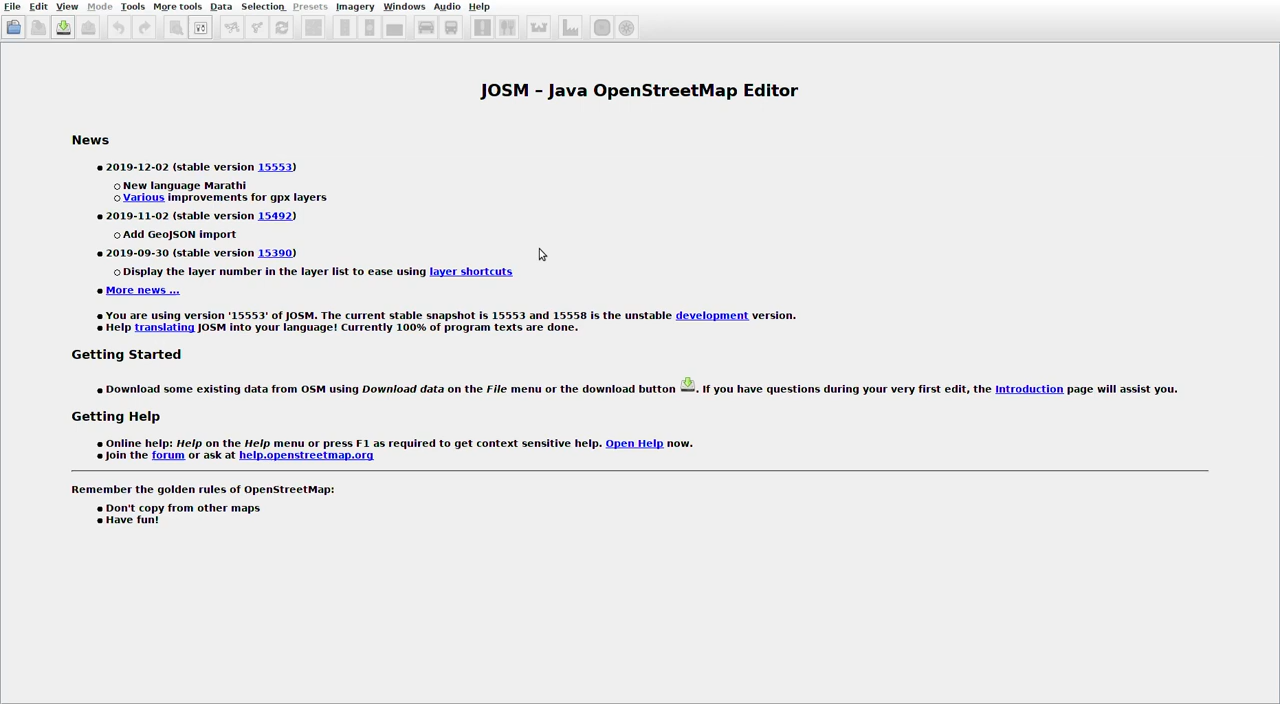 File Edit View Mode Tools More tools Data Selection Presets Imagery Windows Audio Help
JOSM – Java OpenStreetMap Editor
News
2019-12-02 (stable version 15553)
New language Marathi
Various improvements for gpx layers
2019-11-02 (stable version 15492)
Add GeoJSON import
2019-09-30 (stable version 15390)
Display the layer number in the layer list to ease using layer shortcuts
More news ...
You are using version '15553' of JOSM. The current stable snapshot is 15553 and 15558 is the unstable development version.
Help translating JOSM into your language! Currently 100% of program texts are done.
Getting Started
Download some existing data from OSM using Download data on the File menu or the download button . If you have questions during your very first edit, the Introduction page will assist you.
Getting Help
Online help: Help on the Help menu or press F1 as required to get context sensitive help. Open Help now.
Join the forum or ask at help.openstreetmap.org
Remember the golden rules of OpenStreetMap:
Don't copy from other maps
Have fun!